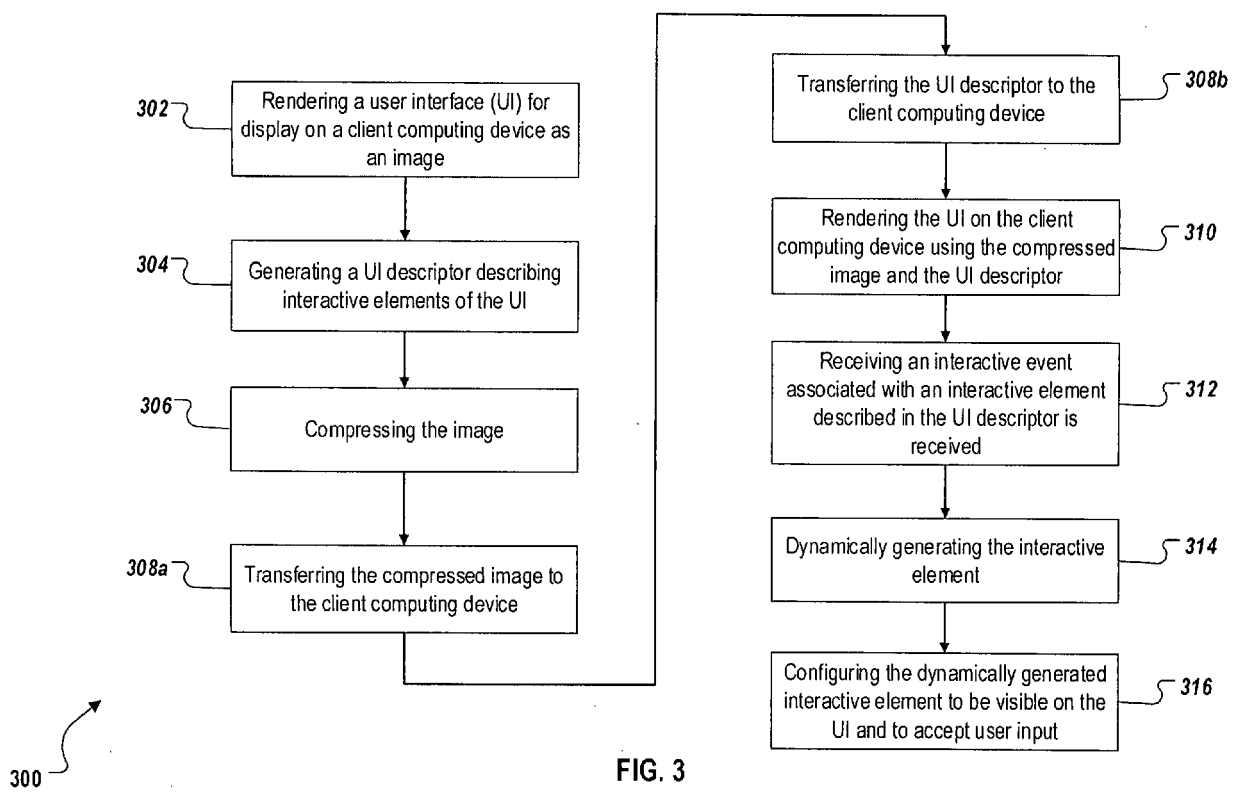 302
Rendering a user interface (UI) for
display on a client computing device as
an image
304
Generating a UI descriptor describing
interactive elements of the UI
306
Compressing the image
308a
Transferring the compressed image to
the client computing device
Transferring the UI descriptor to the
client computing device
308b
Rendering the UI on the client
computing device using the compressed
image and the UI descriptor
310
Receiving an interactive event
associated with an interactive element
described in the UI descriptor is
received
312
Dynamically generating the interactive
element
314
Configuring the dynamically generated
interactive element to be visible on the
UI and to accept user input
316
300
FIG. 3